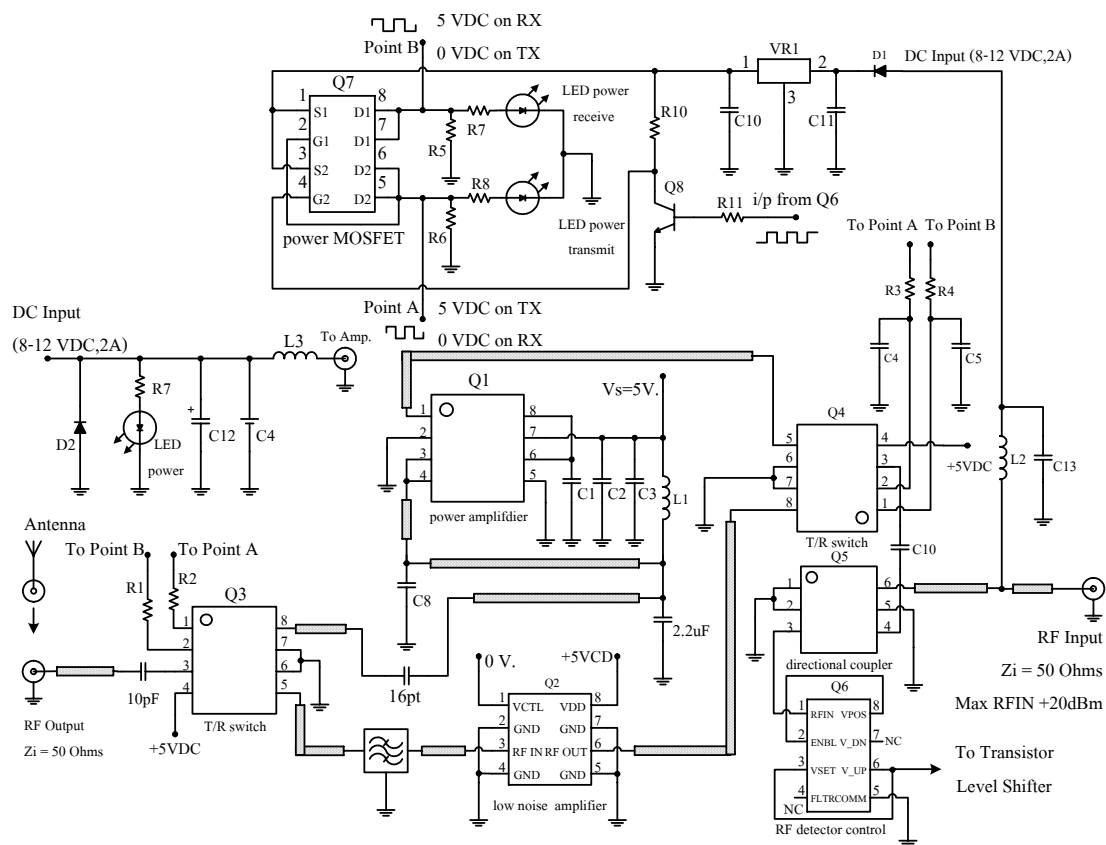 5 VDC on RX
Point B
0 VDC on TX
VR1
D1
DC Input (8-12 VDC,2A)
1
2
3
Q7
1
8
S1
D1
2
7
G1
D1
3
6
S2
D2
4
5
G2
D2
power MOSFET
R7
R5
LED power
receive
R8
R6
LED power
transmit
R10
C10
C11
Q8
R11
i/p from Q6
To Point A
To Point B
R3
R4
C4
C5
Point A
5 VDC on TX
0 VDC on RX
DC Input
(8-12 VDC,2A)
L3
To Amp.
R7
D2
LED
power
+
C12
C4
Q1
1
8
2
7
3
6
4
5
power amplifdier
C1
C2
C3
L1
Vs=5V.
Q4
5
4
6
3
7
2
8
1
+5VDC
T/R switch
L2
C13
C10
Antenna
To Point B
To Point A
R1
R2
Q3
1
8
2
7
3
6
4
5
T/R switch
10pF
+5VDC
RF Output
Zi = 50 Ohms
C8
2.2uF
16pt
0 V.
+5VCD
Q2
1
8
VCTL
VDD
2
7
GND
GND
3
6
RF IN
RF OUT
4
5
GND
GND
low noise amplifier
Q5
1
6
2
5
3
4
directional coupler
RF Input
Zi = 50 Ohms
Max RFIN +20dBm
Q6
1
8
RFIN
VPOS
2
7
ENBL
V_DN
NC
3
6
VSET
V_UP
4
5
FLTRCOMM
NC
RF detector control
To Transistor
Level Shifter